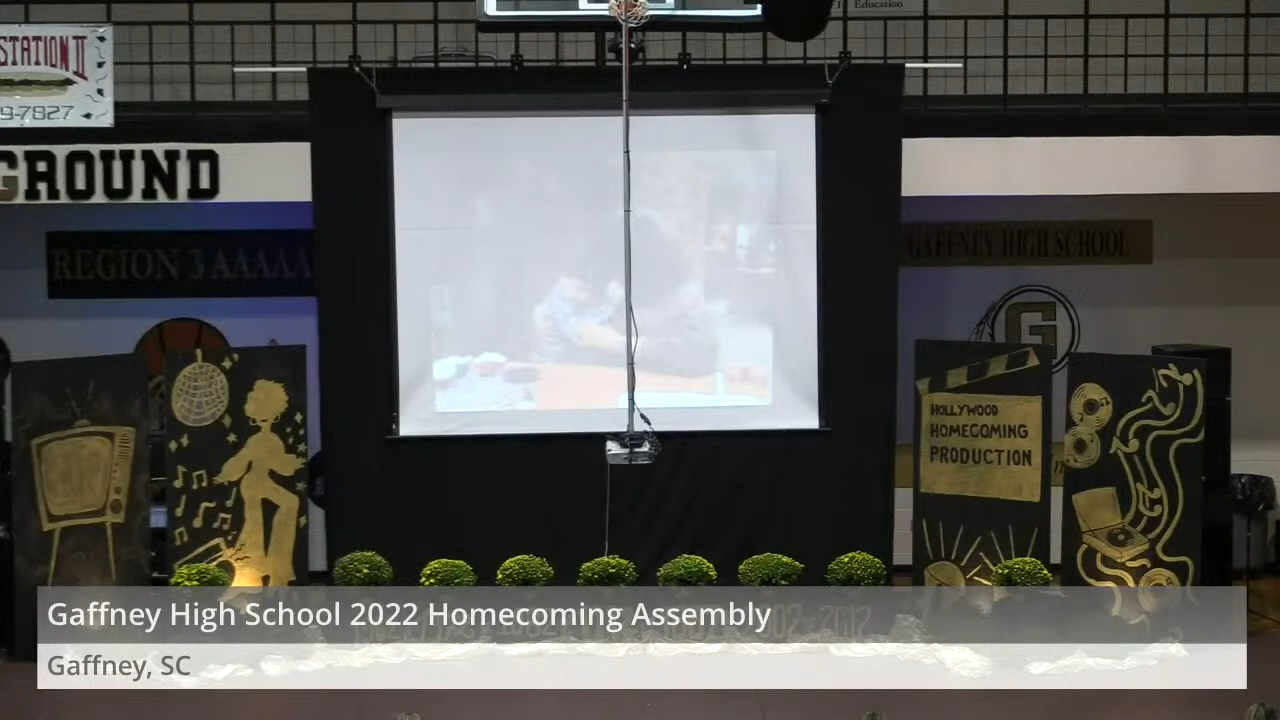 Education
STATION II
9-7827
GROUND
REGION 3 AAAAA
GAFFNEY HIGH SCHOOL
G
HOLLYWOOD
HOMECOMING
PRODUCTION
Gaffney High School 2022 Homecoming Assembly
Gaffney, SC